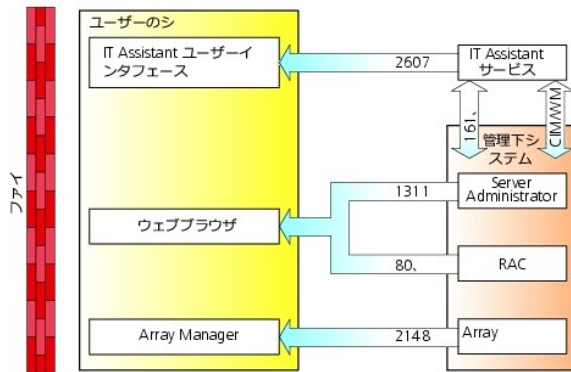 ファイ
ユーザーのシ
IT Assistant ユーザーイ
ンタフェース
2607
IT Assistant
サービス
161、
CIM/WM
管理下シ
ステム
1311
Server
Administrator
ウェブブラウザ
80、
RAC
Array Manager
2148
Array